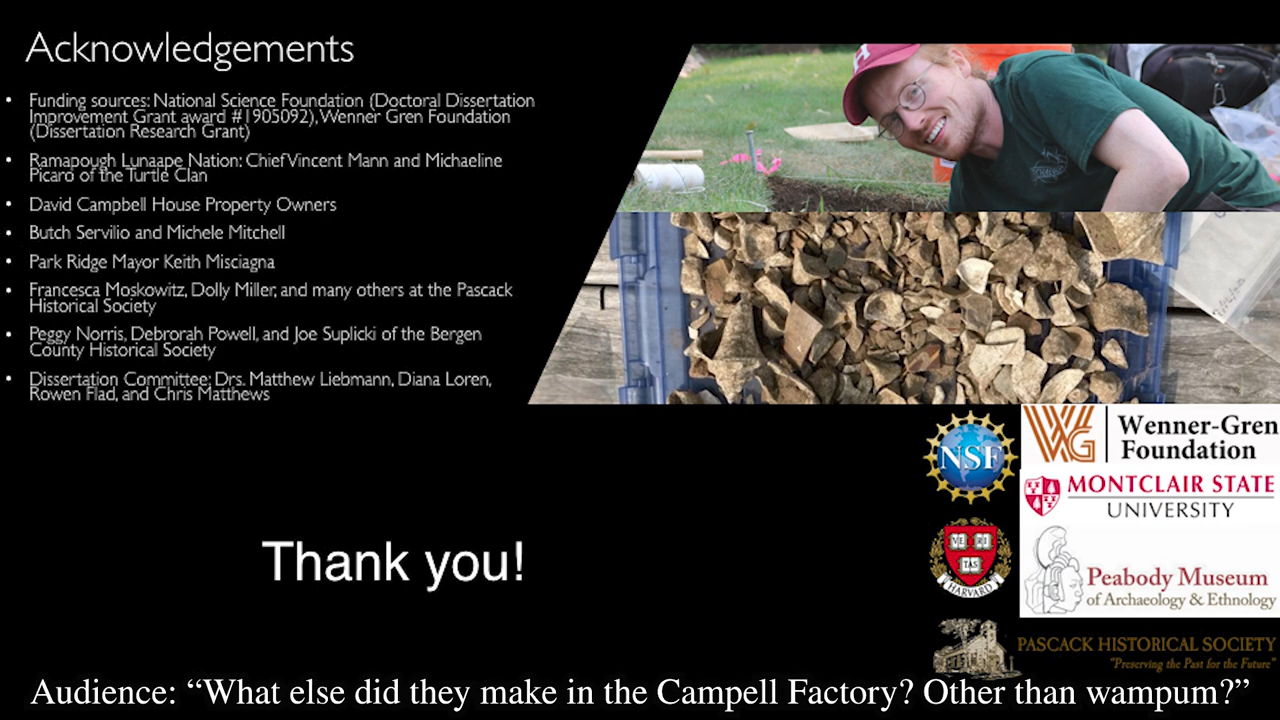 Acknowledgements
• Funding sources: National Science Foundation (Doctoral Dissertation
Improvement Grant award #1905092), Wenner Gren Foundation
(Dissertation Research Grant)
• Ramapough Lunaape Nation: Chief Vincent Mann and Michaeline
Picaro of the Turtle Clan
• David Campbell House Property Owners
• Butch Servilio and Michele Mitchell
• Park Ridge Mayor Keith Misciagna
• Francesca Moskowitz, Dolly Miller, and many others at the Pascack
Historical Society
• Peggy Norris, Debrorah Powell, and Joe Suplicki of the Bergen
County Historical Society
• Dissertation Committee: Drs. Matthew Liebmann, Diana Loren,
Rowen Flad, and Chris Matthews
H
NSF
WG
Wenner-Gren
Foundation
MONTCLAIR STATE
UNIVERSITY
VE RI
TAS
HARVARD
Peabody Museum
of Archaeology & Ethnology
PASCACK HISTORICAL SOCIETY
"Preserving the Past for the Future"
Thank you!
Audience: “What else did they make in the Campell Factory? Other than wampum?”